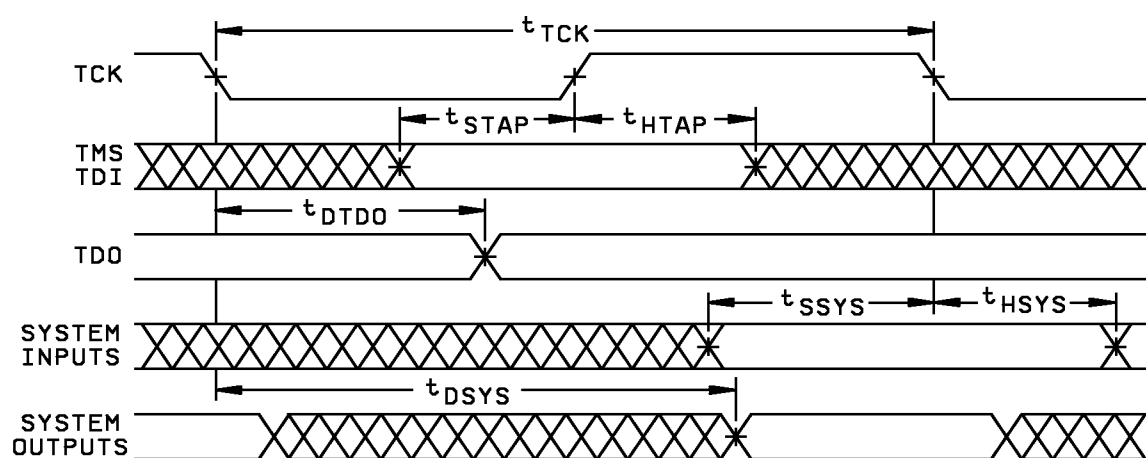 tTCK
TCK
tSTAP
tHTAP
TMS
TDI
tDTDO
TDO
tSSYS
tHSYS
SYSTEM
INPUTS
tDSYS
SYSTEM
OUTPUTS